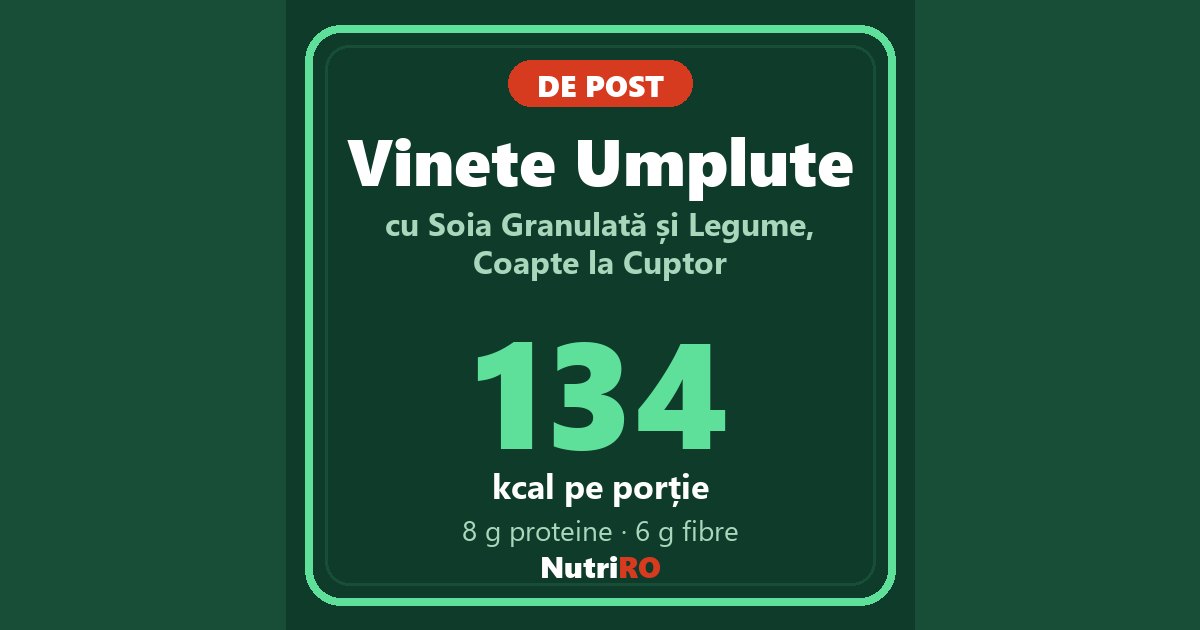 DE POST
Vinete Umplute
cu Soia Granulată și Legume,
Coapte la Cuptor
134
kcal pe porție
8 g proteine · 6 g fibre
NutriRO